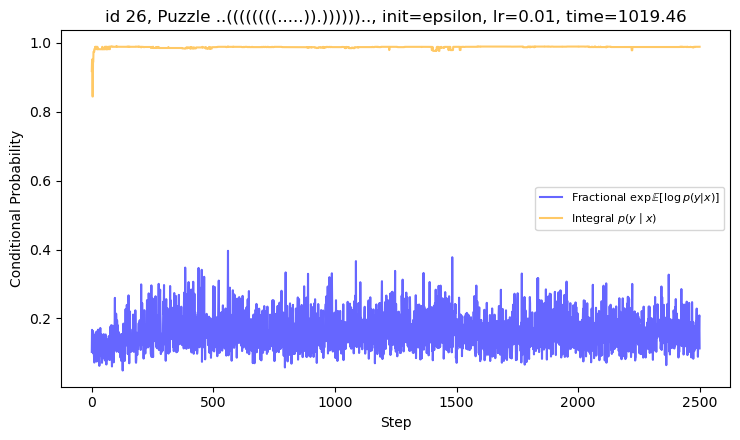 id 26, Puzzle ..((((((((.....)).)))))).., init=epsilon, lr=0.01, time=1019.46
1.0
0.8
0.6
0.4
0.2
Conditional Probability
Fractional exp𝔼[log p(y|x)]
Integral p(y | x)
0
500
1000
1500
2000
2500
Step